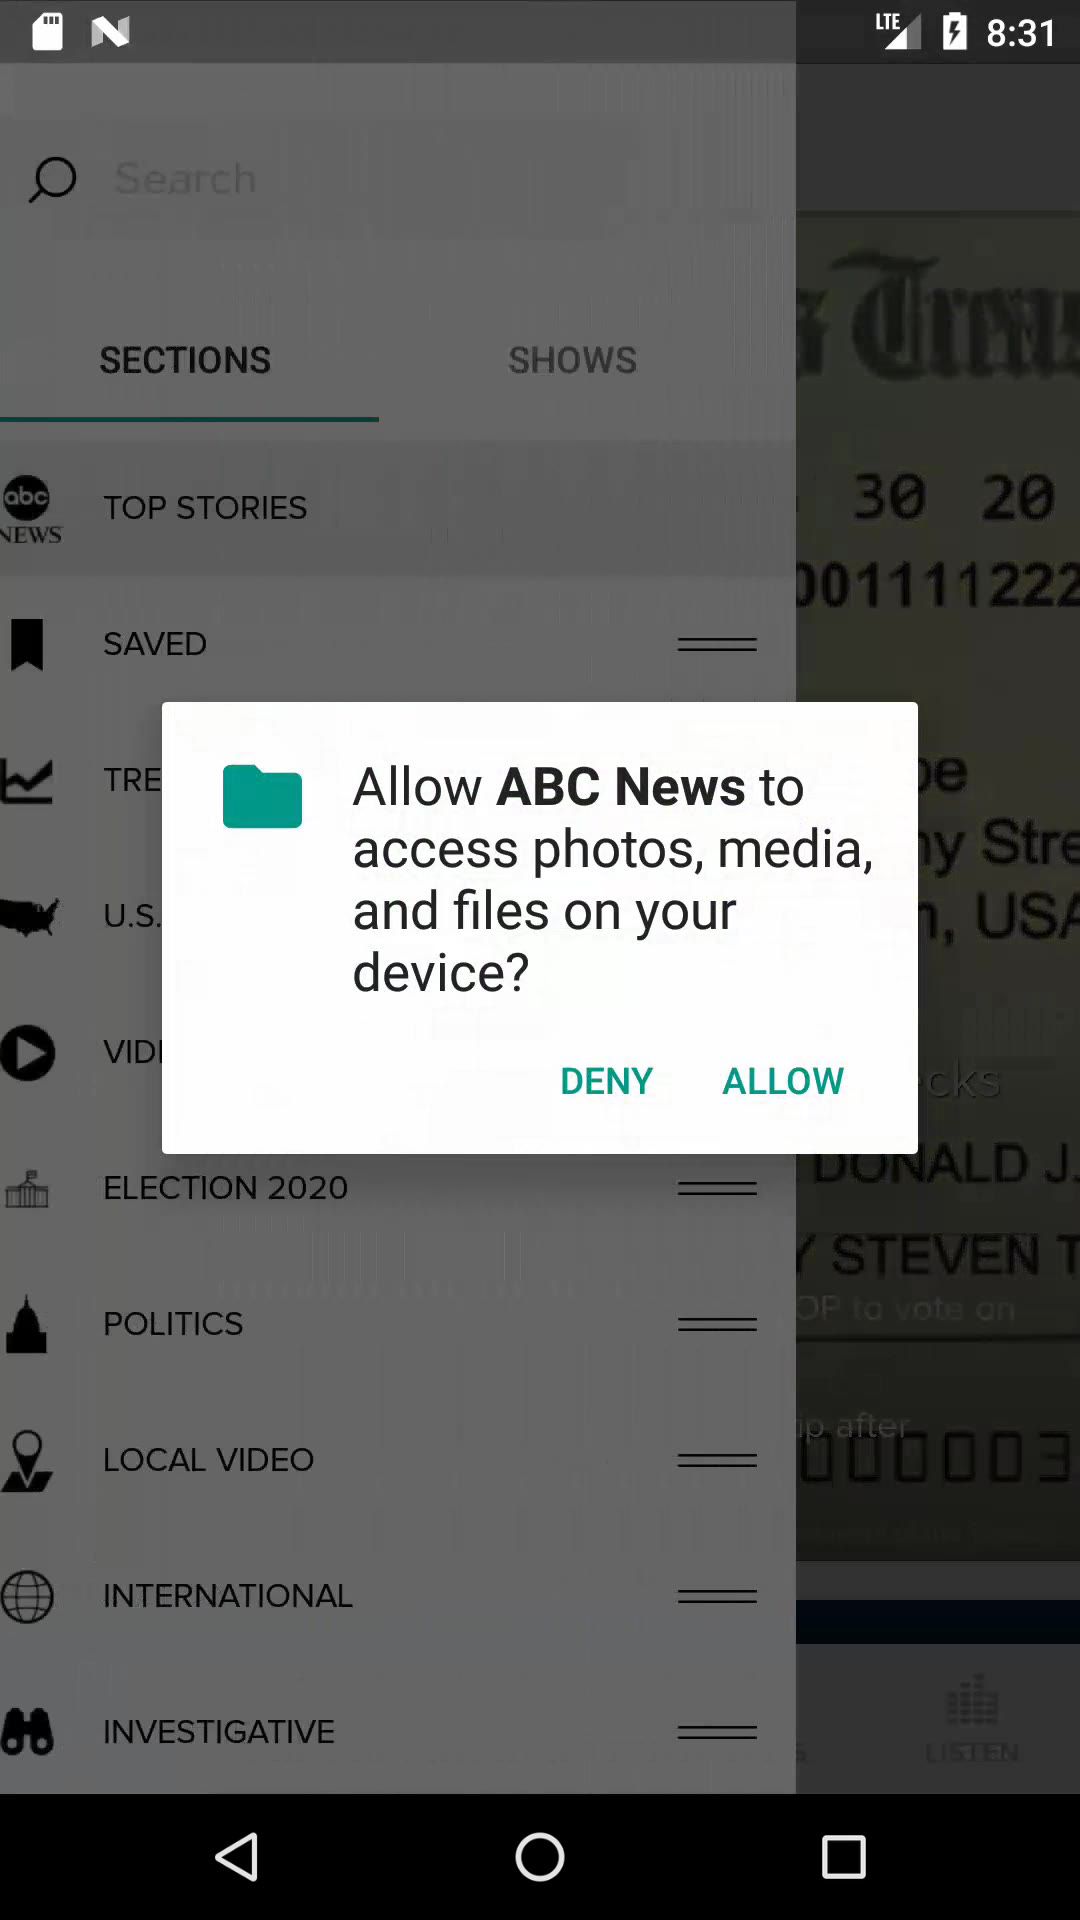 LTE 8:31
Search
SECTIONS SHOWS
abc
NEWS
TOP STORIES
SAVED
TRE
U.S.
VID
ELECTION 2020
POLITICS
LOCAL VIDEO
INTERNATIONAL
INVESTIGATIVE
Allow ABC News to
access photos, media,
and files on your
device?
DENY ALLOW
30 20
001111222
ny Stre
n, USA
ecks
DONALD J.
Y STEVEN T
OP to vote on
ip after
000003
LISTEN